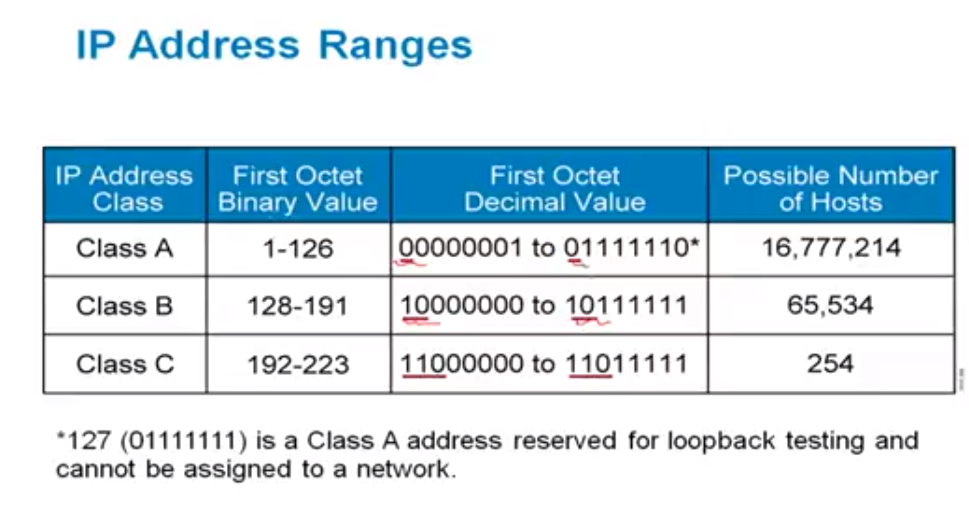 IP Address Ranges
IP Address Class First Octet Binary Value First Octet Decimal Value Possible Number of Hosts
Class A 1-126 00000001 to 01111110* 16,777,214
Class B 128-191 10000000 to 10111111 65,534
Class C 192-223 11000000 to 11011111 254
*127 (01111111) is a Class A address reserved for loopback testing and
cannot be assigned to a network.